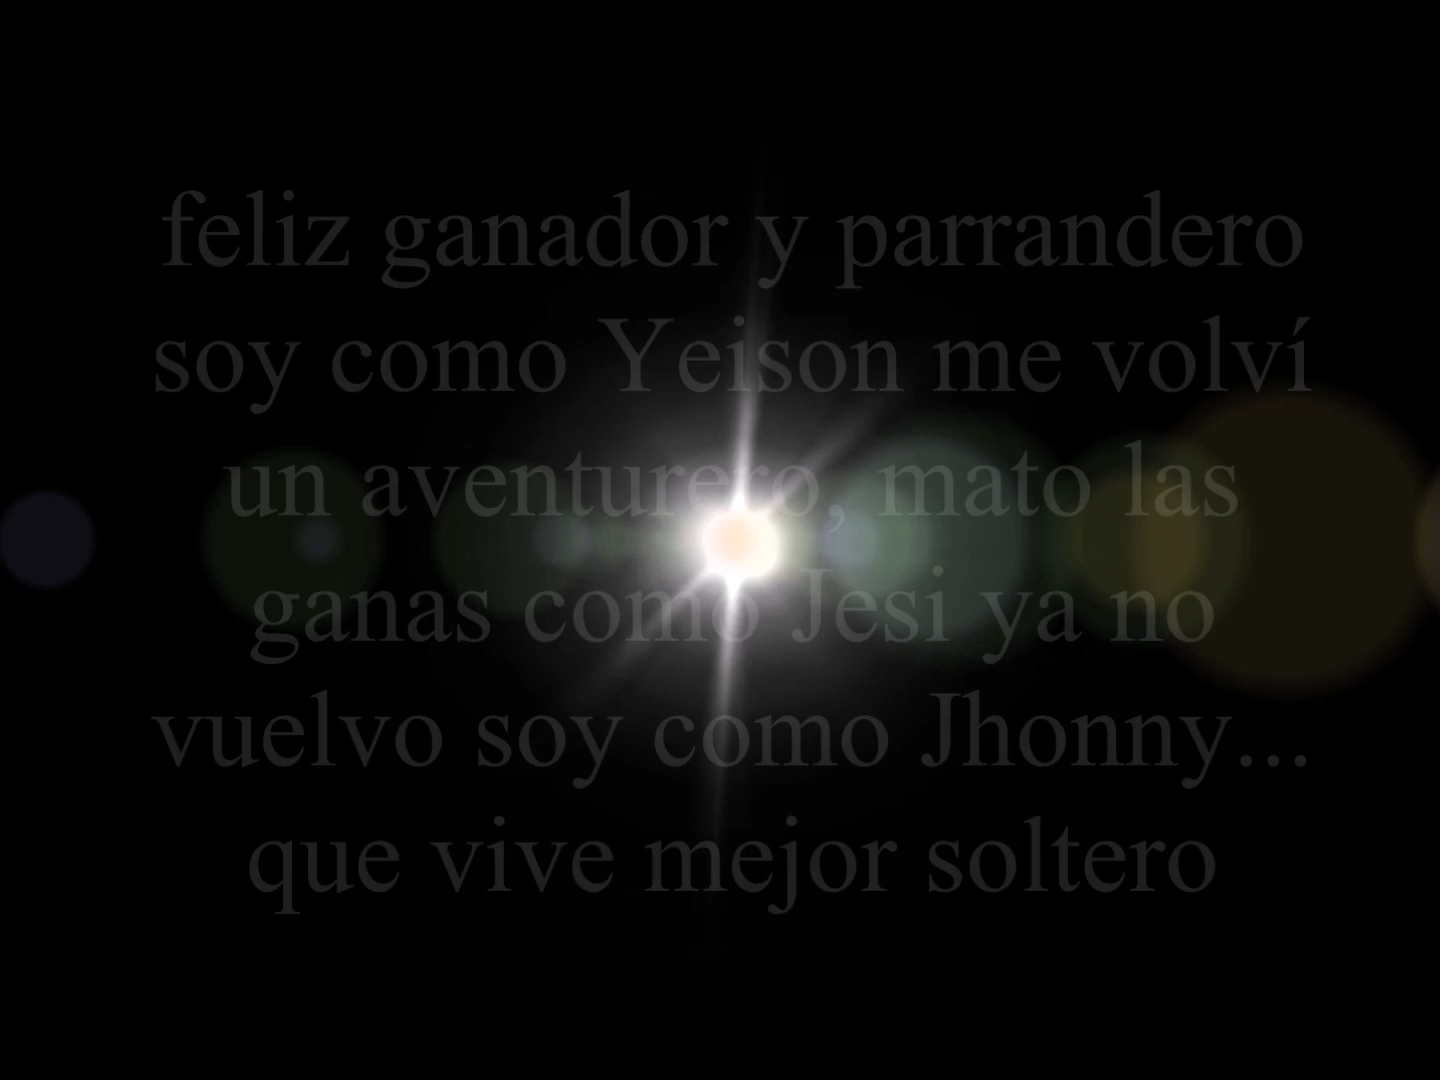 feliz ganador y parrandero
soy como Yeison me volví
un aventurero, mato las
ganas como Jesi ya no
vuelvo soy como Jhonny...
que vive mejor soltero